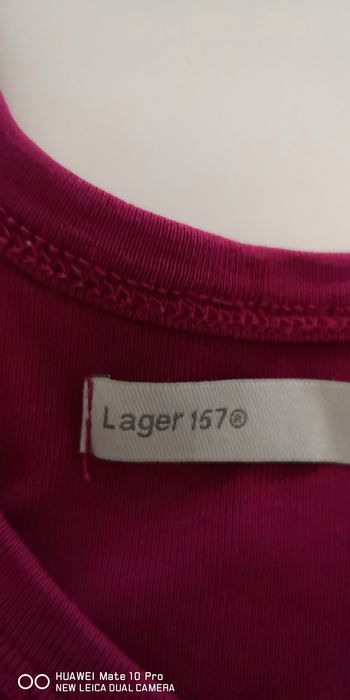 Lager 157®
HUAWEI Mate 10 Pro
NEW LEICA DUAL CAMERA